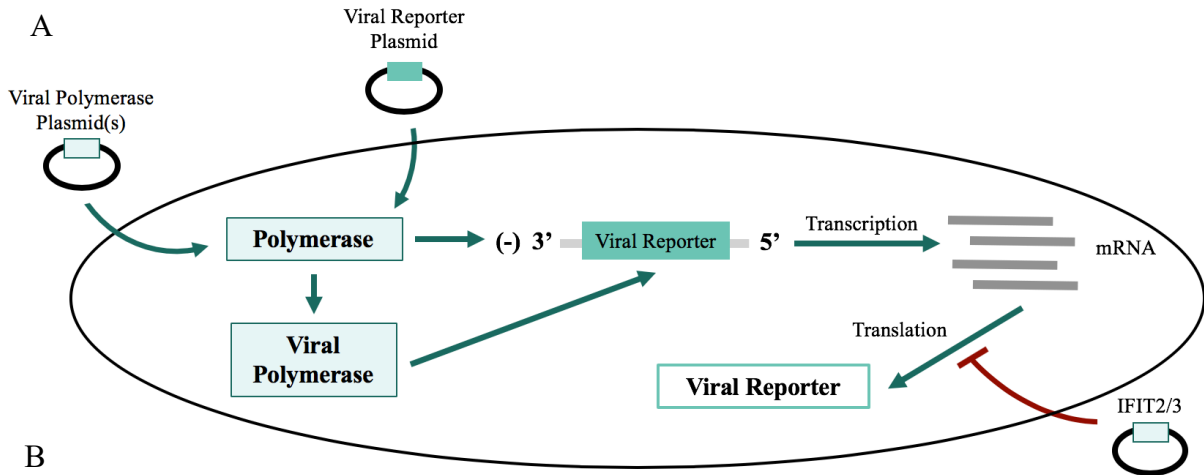 A
Viral Reporter
Plasmid
Viral Polymerase
Plasmid(s)
Polymerase
(-) 3’
Viral Reporter
5’
Transcription
mRNA
Viral
Polymerase
Translation
Viral Reporter
IFIT2/3
B